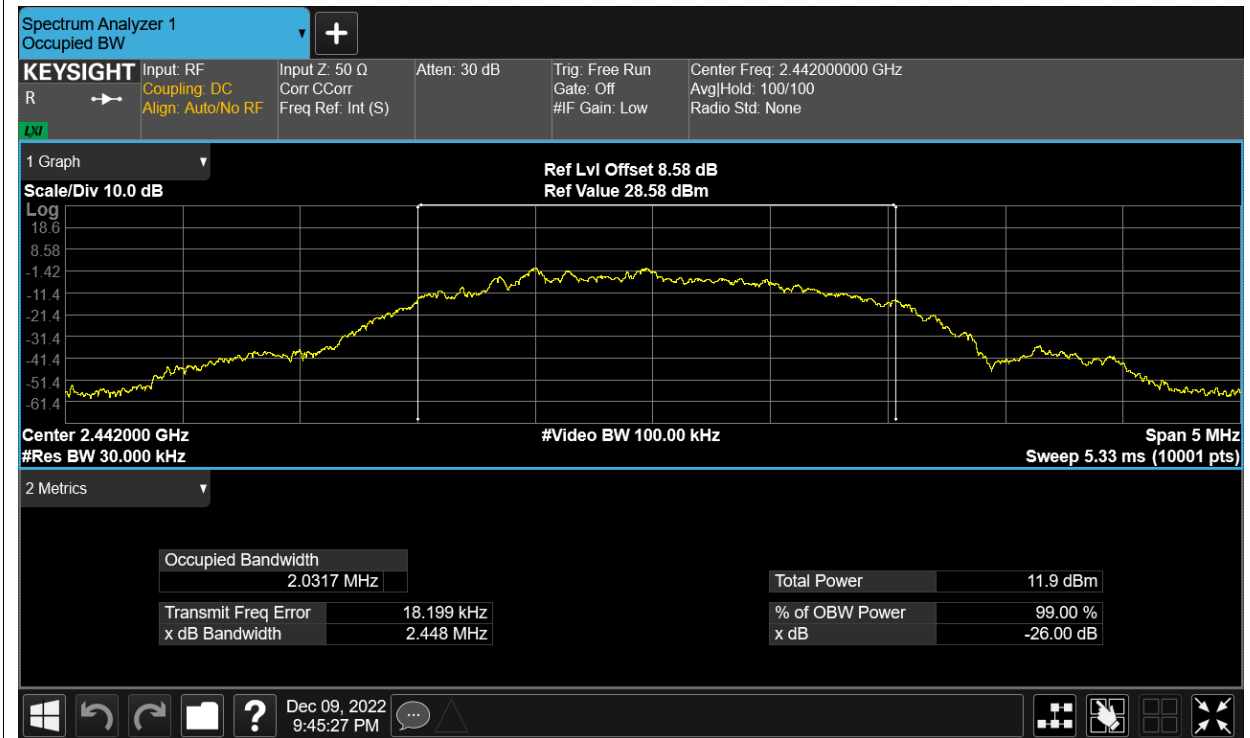 Spectrum Analyzer 1
Occupied BW
KEYSIGHT
R
LXI
Input: RF
Coupling: DC
Align: Auto/No RF
Input Z: 50 Ω
Corr CCorr
Freq Ref: Int (S)
Atten: 30 dB
Trig: Free Run
Gate: Off
#IF Gain: Low
Center Freq: 2.442000000 GHz
Avg|Hold: 100/100
Radio Std: None
1 Graph
Scale/Div 10.0 dB
Ref Lvl Offset 8.58 dB
Ref Value 28.58 dBm
Log
18.6
8.58
-1.42
-11.4
-21.4
-31.4
-41.4
-51.4
-61.4
Center 2.442000 GHz
#Video BW 100.00 kHz
Span 5 MHz
#Res BW 30.000 kHz
Sweep 5.33 ms (10001 pts)
2 Metrics
Occupied Bandwidth
2.0317 MHz
Total Power 11.9 dBm
Transmit Freq Error 18.199 kHz
% of OBW Power 99.00 %
x dB Bandwidth 2.448 MHz
x dB -26.00 dB
?
Dec 09, 2022
9:45:27 PM